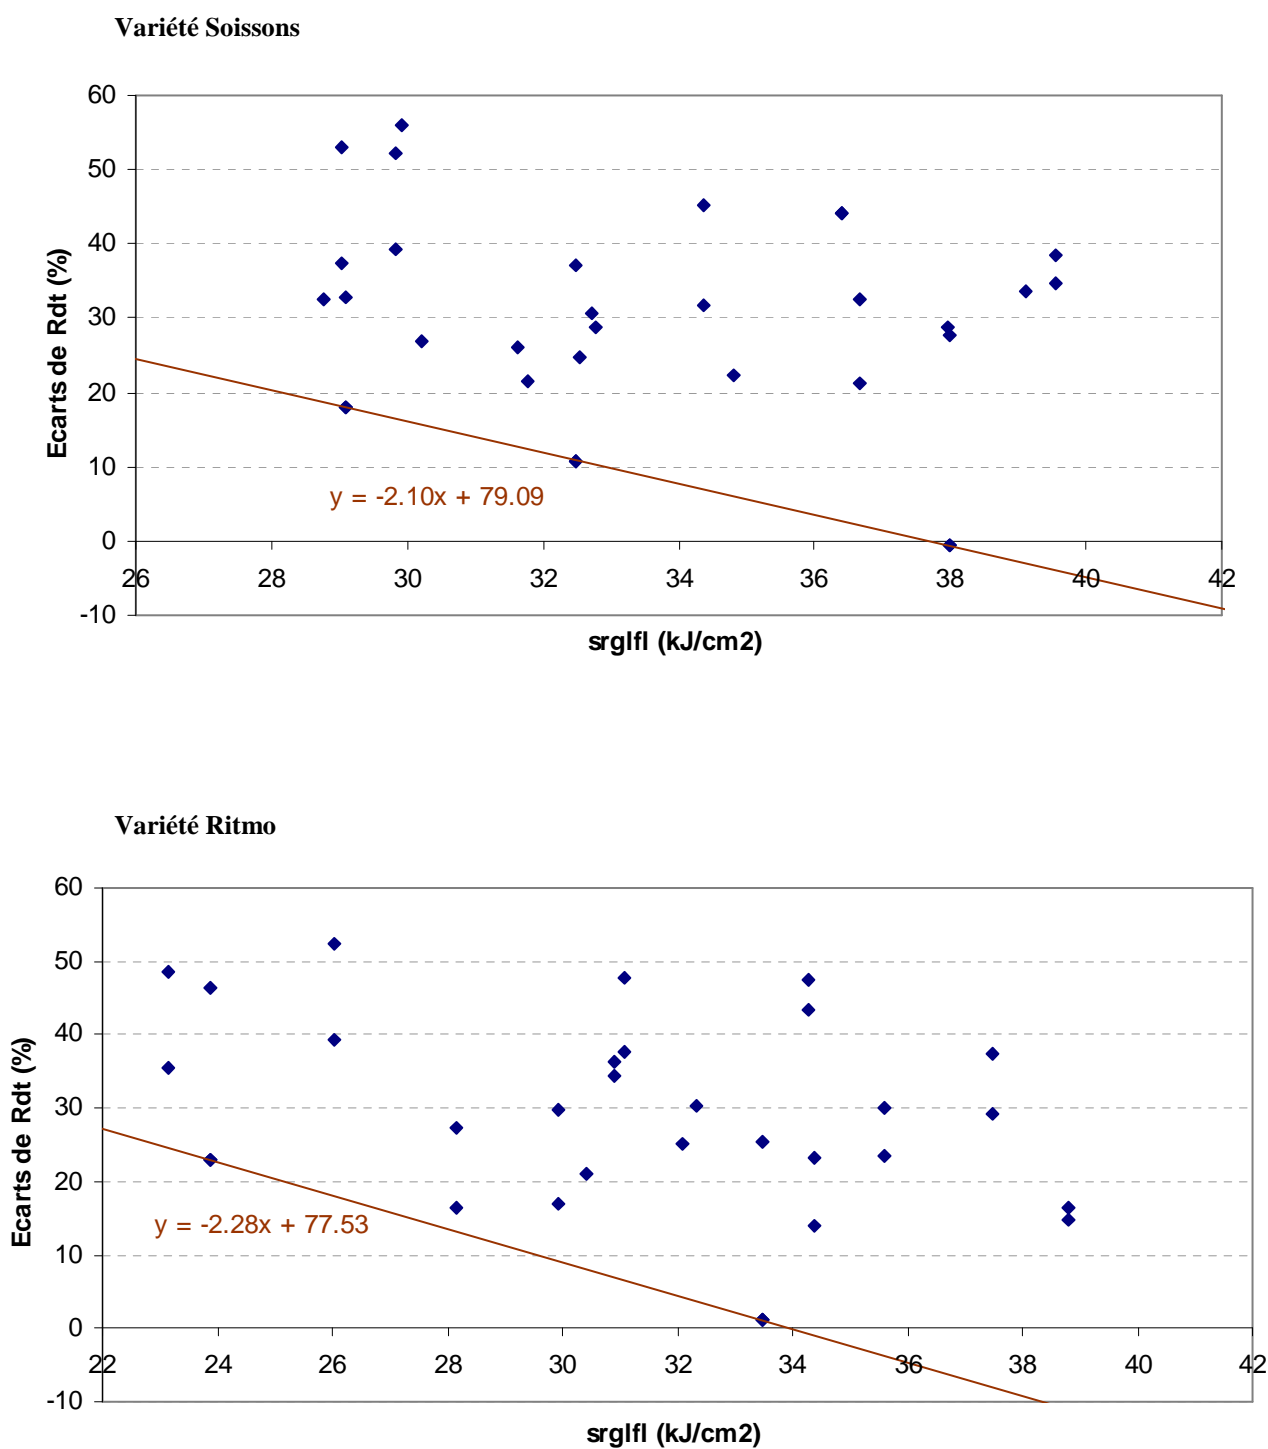 Variété Soissons
60
50
40
30
20
10
0
-10
Ecarts de Rdt (%)
y = -2.10x + 79.09
26 28 30 32 34 36 38 40 42
srglfl (kJ/cm2)
Variété Ritmo
60
50
40
30
20
10
0
-10
Ecarts de Rdt (%)
y = -2.28x + 77.53
22 24 26 28 30 32 34 36 38 40 42
srglfl (kJ/cm2)